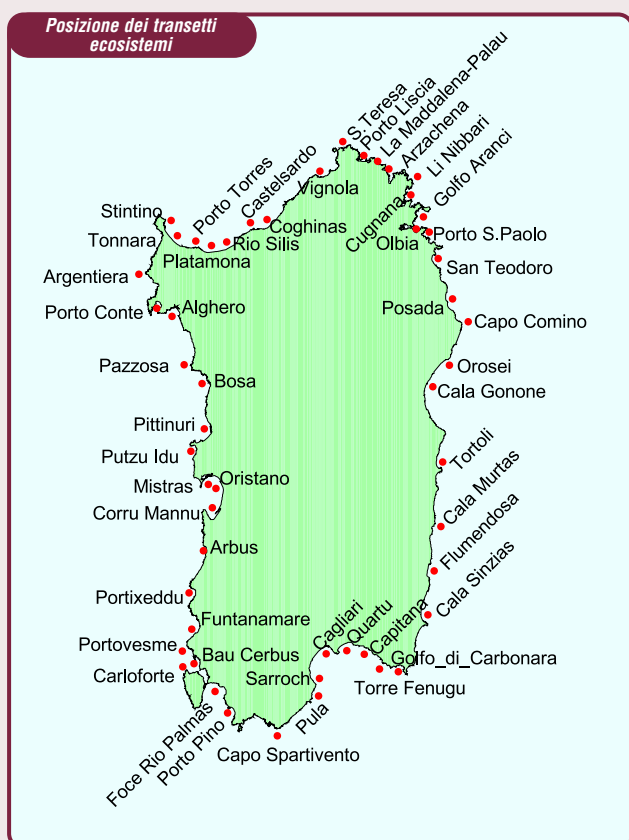 Posizione dei transetti
ecosistemi
S.Teresa
Porto Liscia
La Maddalena-Palau
Arzachena
Li Nibbari
Golfo Aranci
Vignola
Castelsardo
Porto Torres
Stintino
Coghinas
Cugnana
Tonnara
Rio Silis
Olbia
Porto S.Paolo
Platamona
San Teodoro
Argentiera
Posada
Porto Conte
Alghero
Capo Comino
Pazzosa
Orosei
Bosa
Cala Gonone
Pittinuri
Putzu Idu
Tortoli
Oristano
Mistras
Corru Mannu
Cala Murtas
Arbus
Flumendosa
Portixeddu
Cala Sinzias
Funtanamare
Cagliari
Quartu
Capitana
Portovesme
Bau Cerbus
Golfo_di_Carbonara
Carloforte
Sarroch
Torre Fenugu
Foce Rio Palmas
Porto Pino
Pula
Capo Spartivento